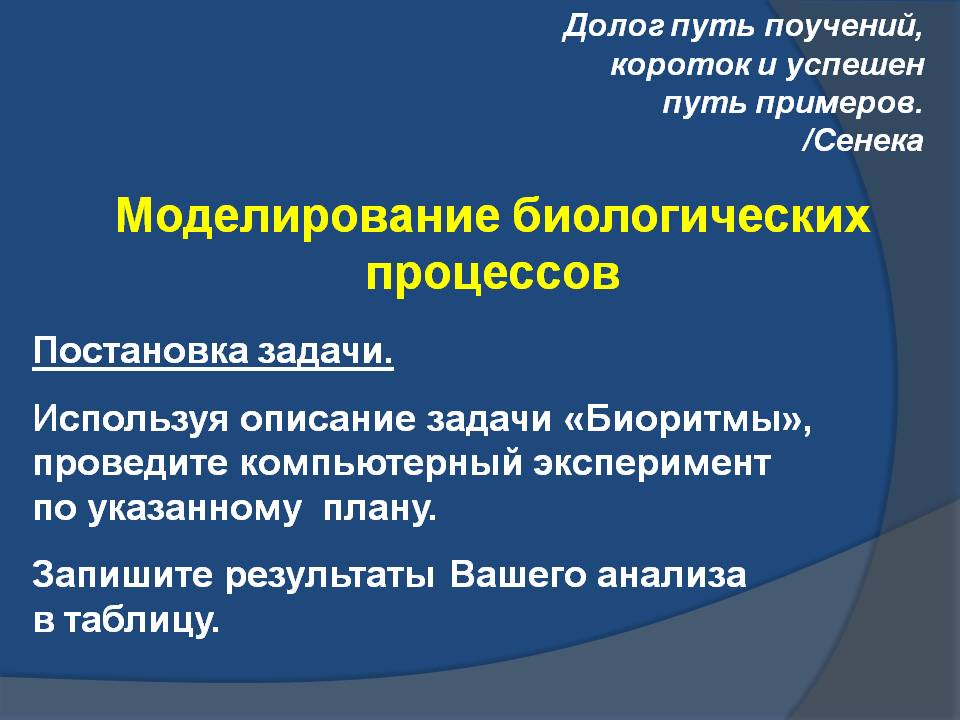 Долог путь поучений,
короток и успешен
путь примеров.
/Сенека
Моделирование биологических
процессов
Постановка задачи.
Используя описание задачи «Биоритмы»,
проведите компьютерный эксперимент
по указанному плану.
Запишите результаты Вашего анализа
в таблицу.